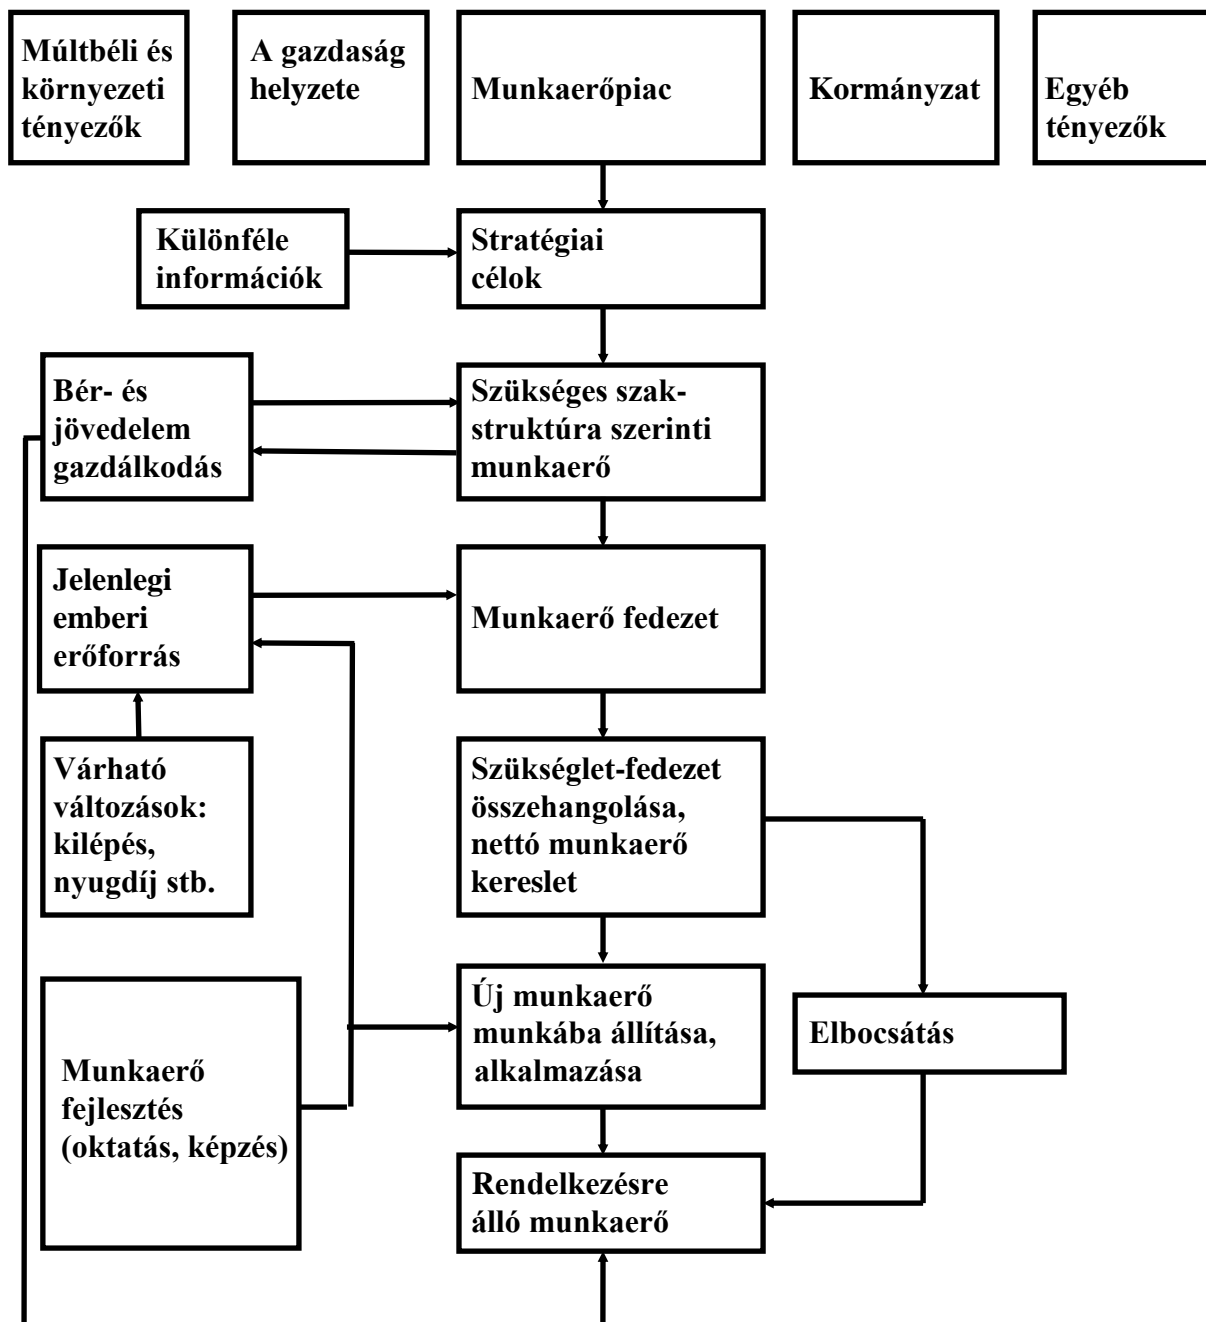 Múltbéli és
környezeti
tényezők
A gazdaság
helyzete
Munkaerőpiac
Kormányzat
Egyéb
tényezők
Különféle
információk
Stratégiai
célok
Bér- és
jövedelem
gazdálkodás
Szükséges szak-
struktúra szerinti
munkaerő
Jelenlegi
emberi
erőforrás
Munkaerő fedezet
Várható
változások:
kilépés,
nyugdíj stb.
Szükséglet-fedezet
összehangolása,
nettó munkaerő
kereslet
Munkaerő
fejlesztés
(oktatás, képzés)
Új munkaerő
munkába állítása,
alkalmazása
Elbocsátás
Rendelkezésre
álló munkaerő